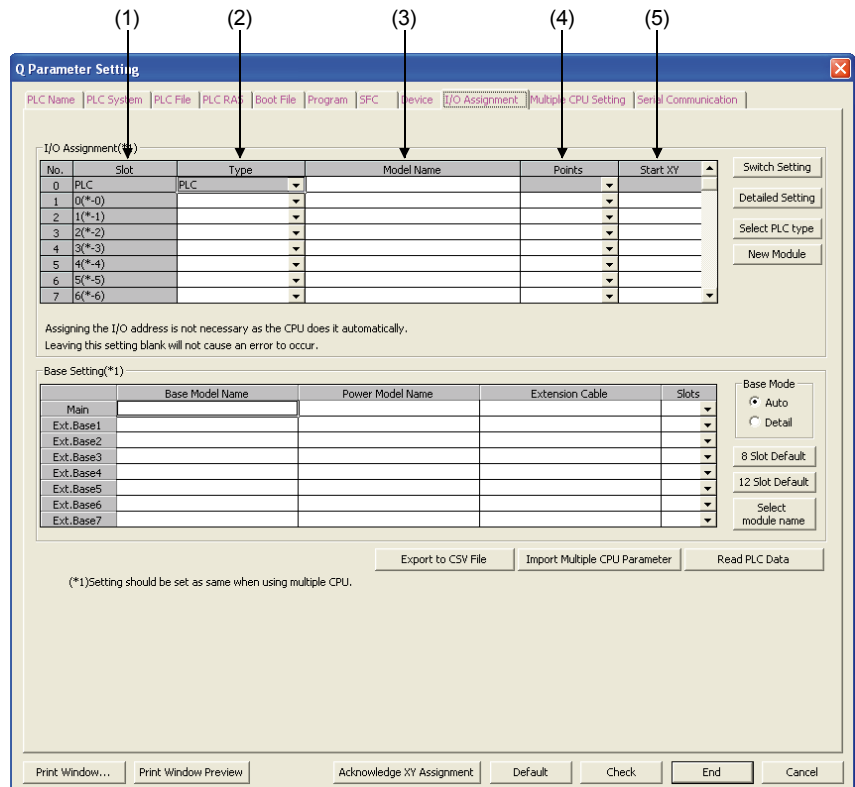 (1) (2) (3) (4) (5)
Q Parameter Setting
PLC Name PLC System PLC File PLC RAS Boot File Program SFC Device I/O Assignment Multiple CPU Setting Serial Communication
I/O Assignment(*1)
No. Slot Type Model Name Points Start XY
0 PLC PLC
1 0(*-0)
2 1(*-1)
3 2(*-2)
4 3(*-3)
5 4(*-4)
6 5(*-5)
7 6(*-6)
Switch Setting
Detailed Setting
Select PLC type
New Module
Assigning the I/O address is not necessary as the CPU does it automatically.
Leaving this setting blank will not cause an error to occur.
Base Setting(*1)
Base Model Name Power Model Name Extension Cable Slots
Main
Ext.Base1
Ext.Base2
Ext.Base3
Ext.Base4
Ext.Base5
Ext.Base6
Ext.Base7
Base Mode
Auto
Detail
8 Slot Default
12 Slot Default
Select
module name
Export to CSV File Import Multiple CPU Parameter Read PLC Data
(*1)Setting should be set as same when using multiple CPU.
Print Window... Print Window Preview Acknowledge XY Assignment Default Check End Cancel